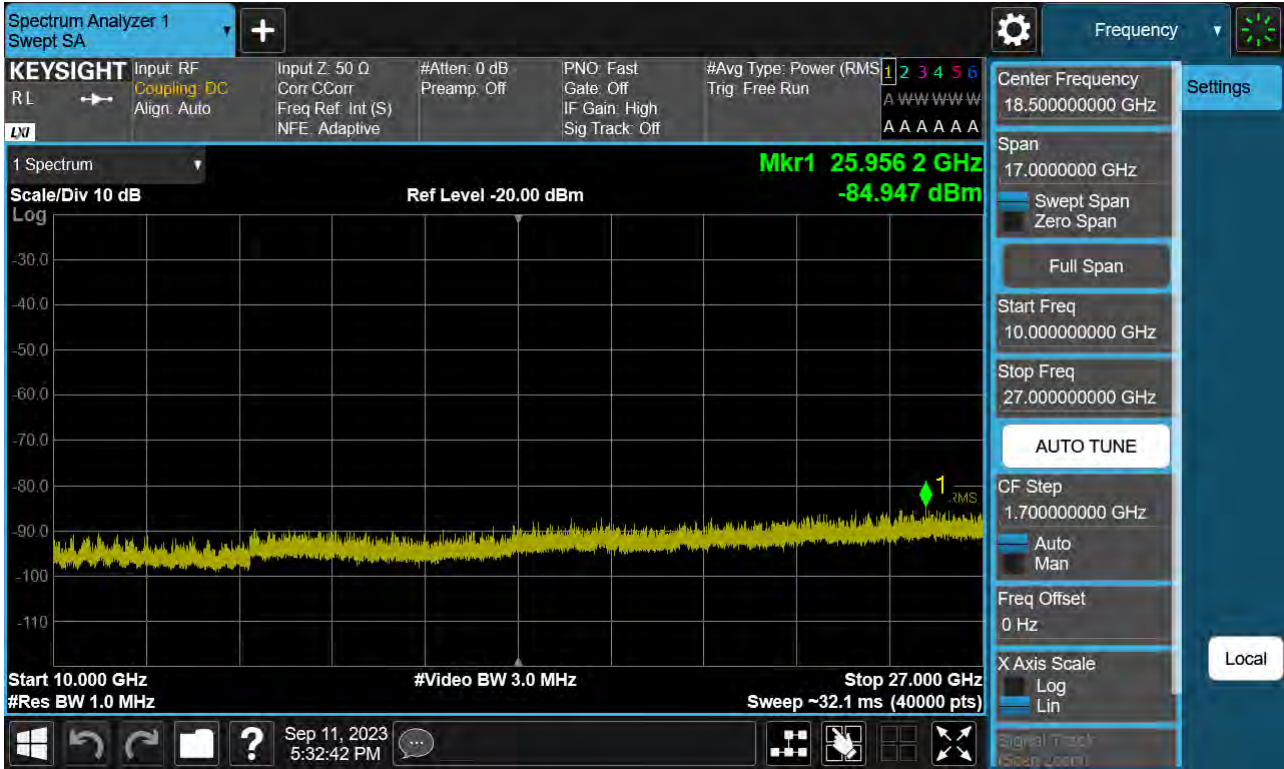 Spectrum Analyzer 1
Swept SA
+
Frequency
KEYSIGHT
RL
LXI
Input: RF
Coupling: DC
Align: Auto
Input Z: 50 Ω
Corr CCorr
Freq Ref: Int (S)
NFE: Adaptive
#Atten: 0 dB
Preamp: Off
PNO: Fast
Gate: Off
IF Gain: High
Sig Track: Off
#Avg Type: Power (RMS
Trig: Free Run
1 2 3 4 5 6
A W W W W W
A A A A A A
1 Spectrum
Scale/Div 10 dB
Log
Ref Level -20.00 dBm
Mkr1 25.956 2 GHz
-84.947 dBm
-30.0
-40.0
-50.0
-60.0
-70.0
-80.0
-90.0
-100
-110
1
RMS
Start 10.000 GHz
#Res BW 1.0 MHz
#Video BW 3.0 MHz
Stop 27.000 GHz
Sweep ~32.1 ms (40000 pts)
Center Frequency
18.500000000 GHz
Span
17.0000000 GHz
Swept Span
Zero Span
Full Span
Start Freq
10.000000000 GHz
Stop Freq
27.000000000 GHz
AUTO TUNE
CF Step
1.700000000 GHz
Auto
Man
Freq Offset
0 Hz
X Axis Scale
Log
Lin
Signal Track
(Span Zoom)
Settings
Local
?
Sep 11, 2023
5:32:42 PM